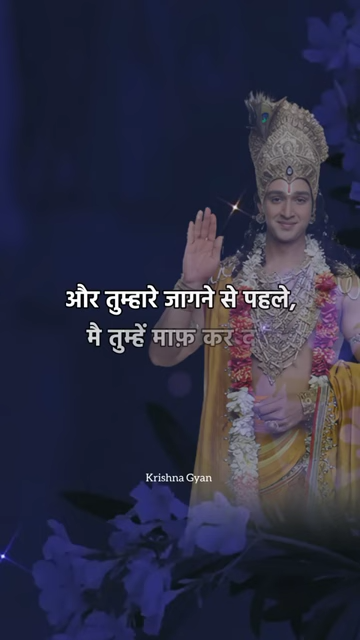 और तुम्हारे जागने से पहले,
मै तुम्हें माफ़ कर
Krishna Gyan